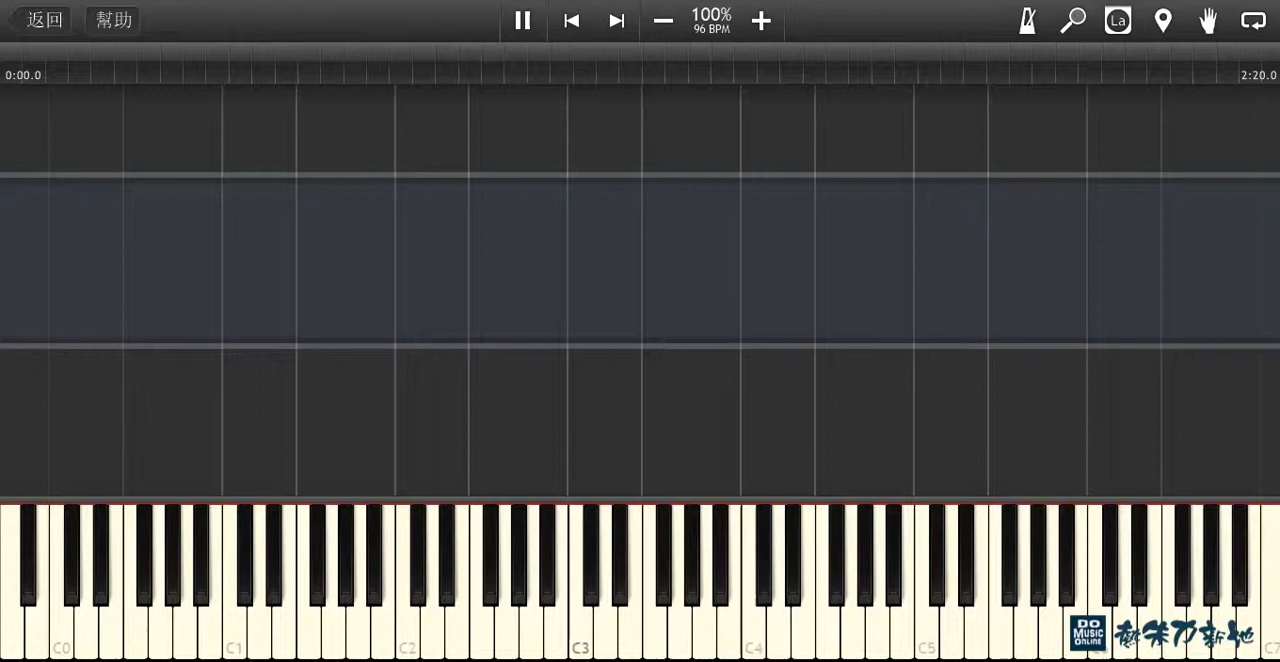 返回 幫助 100%
96 BPM
La
0:00.0 2:20.0
C0 C1 C2 C3 C4 C5 C7
DO
MUSIC
ONLINE